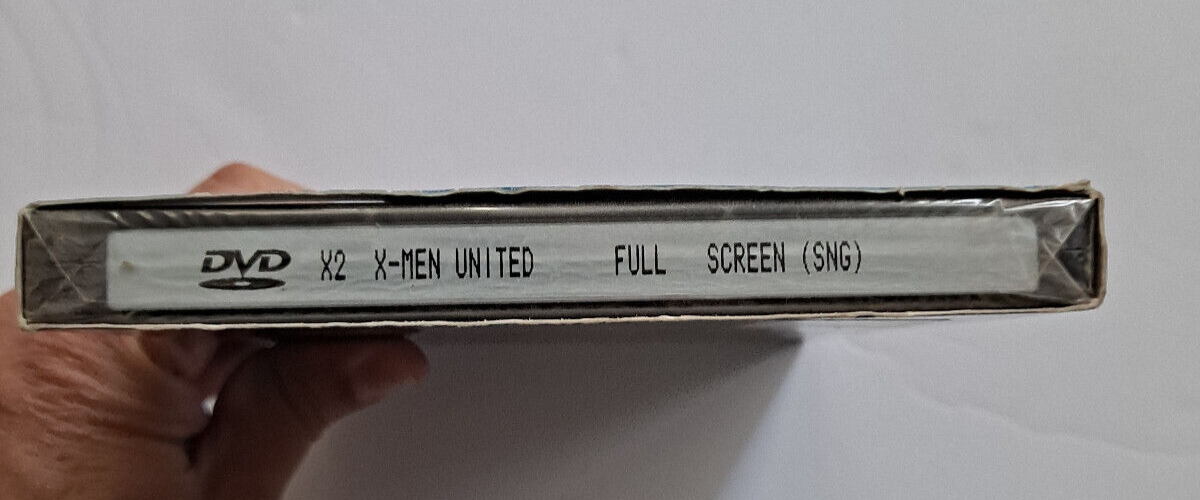 DVD X2 X-MEN UNITED FULL SCREEN (SNG)